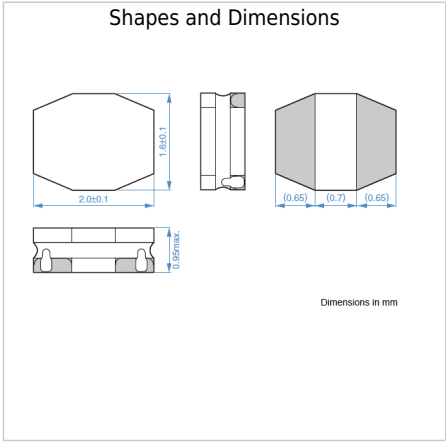 Shapes and Dimensions
1.6±0.1
2.0±0.1
(0.65) (0.7) (0.65)
0.95max.
Dimensions in mm